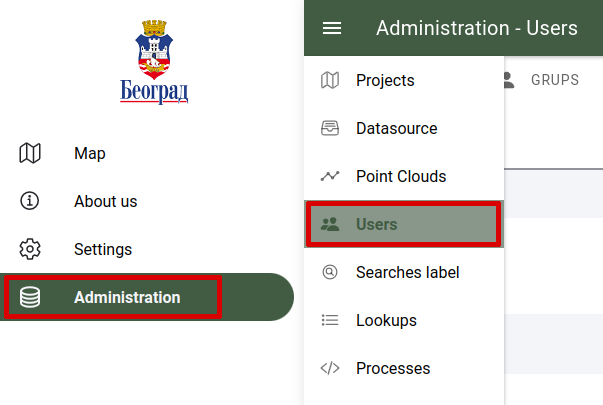 Београд
Map
About us
Settings
Administration
Administration - Users
Projects
Datasource
Point Clouds
Users
Searches label
Lookups
Processes
GRUPS